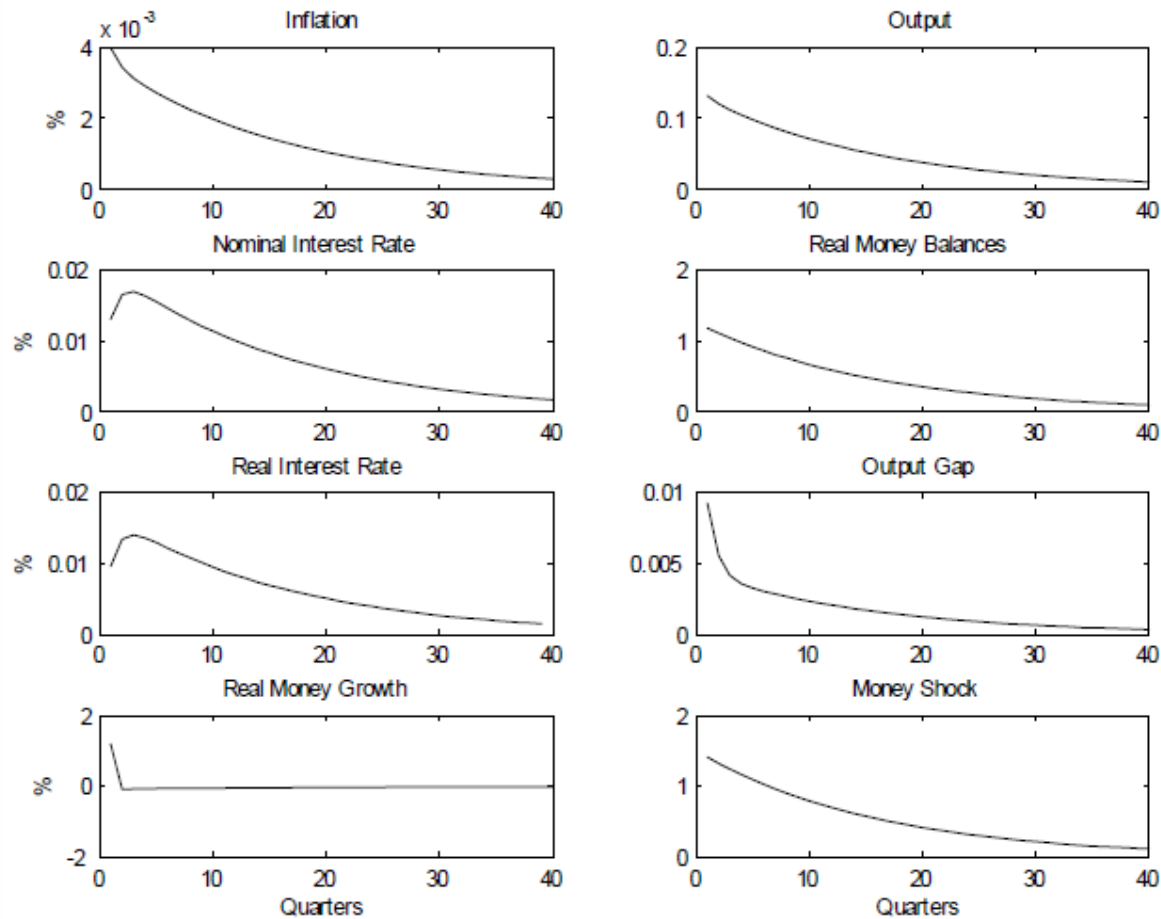 Inflation
x 10^-3
4
2
0
%
0 10 20 30 40
Output
0.2
0.1
0
0 10 20 30 40
Nominal Interest Rate
0.02
0.01
0
%
0 10 20 30 40
Real Money Balances
2
1
0
0 10 20 30 40
Real Interest Rate
0.02
0.01
0
%
0 10 20 30 40
Output Gap
0.01
0.005
0
0 10 20 30 40
Real Money Growth
2
0
-2
%
0 10 20 30 40
Quarters
Money Shock
2
1
0
0 10 20 30 40
Quarters